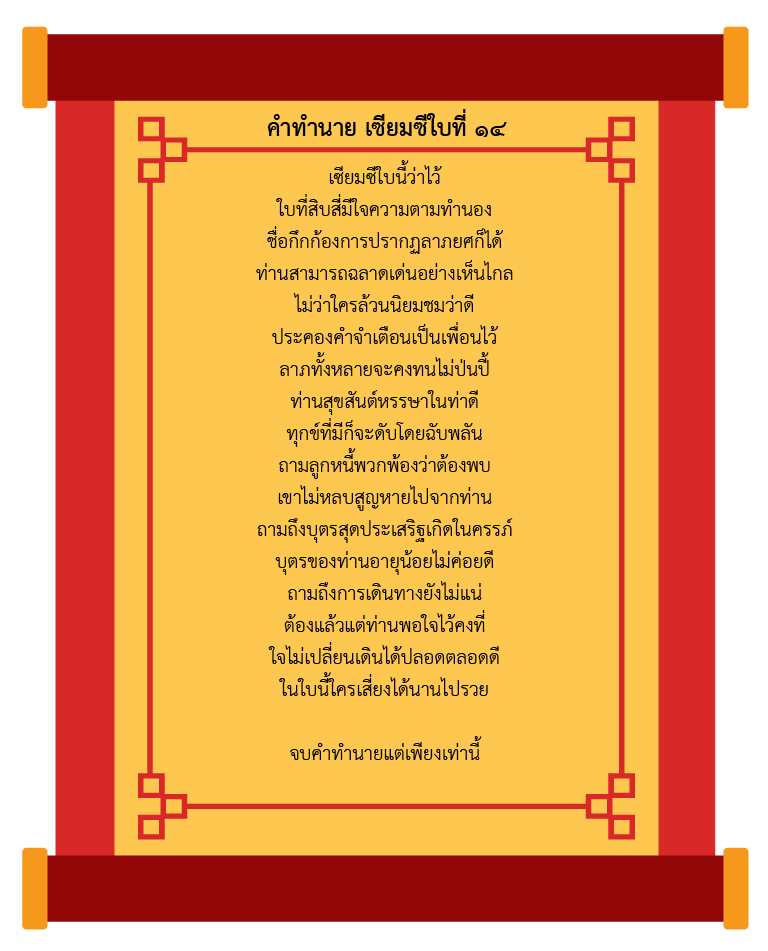 คำทำนาย เซียมซีใบที่ ๑๔
เซียมซีใบนี้ว่าไว้
ใบที่สิบสี่มีใจความตามทำนอง
ชื่อกึกก้องการปรากฏลาภยศก็ได้
ท่านสามารถฉลาดเด่นอย่างเห็นไกล
ไม่ว่าใครล้วนนิยมชมว่าดี
ประคองคำจำเตือนเป็นเพื่อนไว้
ลาภทั้งหลายจะคงทนไม่ป่นปี้
ท่านสุขสันต์หรรษาในท่าดี
ทุกข์ที่มีก็จะดับโดยฉับพลัน
ถามลูกหนี้พวกพ้องว่าต้องพบ
เขาไม่หลบสูญหายไปจากท่าน
ถามถึงบุตรสุดประเสริฐเกิดในครรภ์
บุตรของท่านอายุน้อยไม่ค่อยดี
ถามถึงการเดินทางยังไม่แน่
ต้องแล้วแต่ท่านพอใจไว้คงที่
ใจไม่เปลี่ยนเดินได้ปลอดตลอดดี
ในใบนี้ใครเสี่ยงได้นานไปรวย
จบคำทำนายแต่เพียงเท่านี้